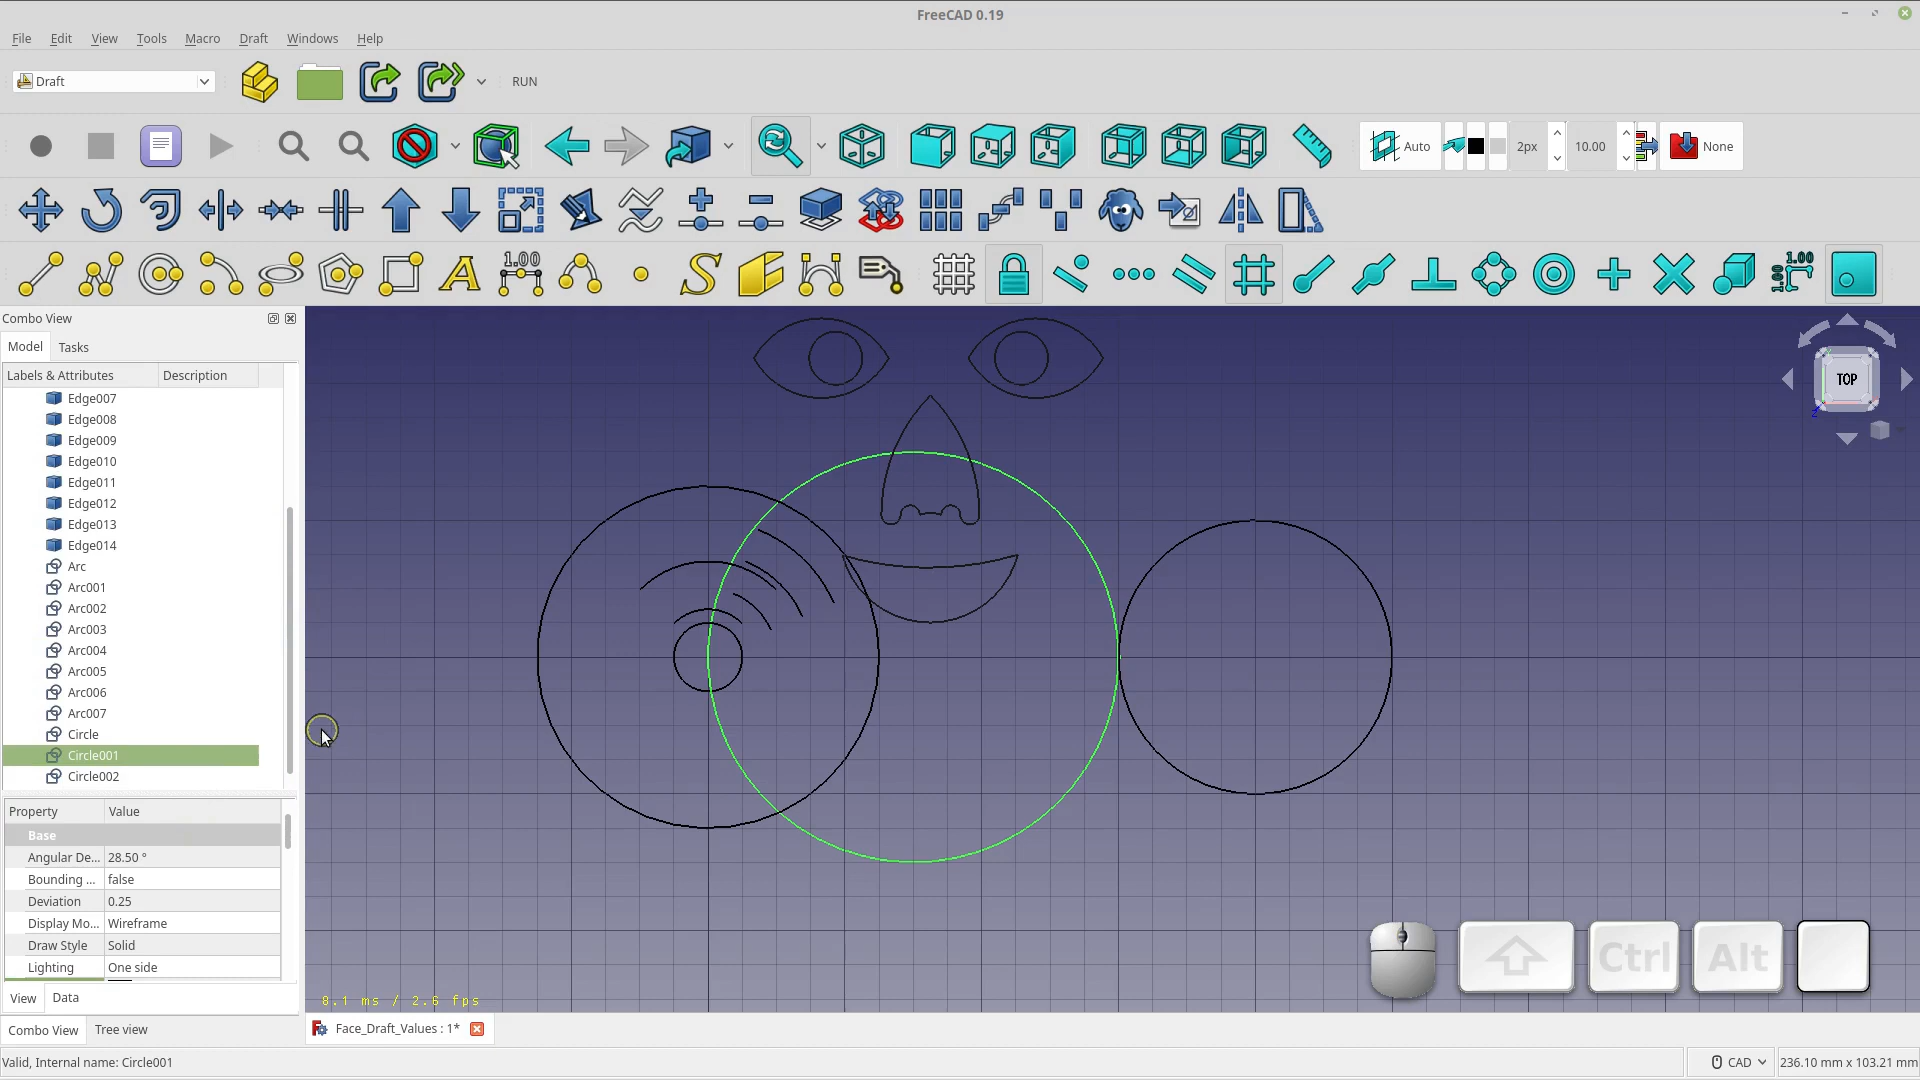 FreeCAD 0.19
File Edit View Tools Macro Draft Windows Help
Draft RUN
Auto 2px 10.00 None
1.00 1.00 1.00
Combo View
Model Tasks
Labels & Attributes Description
Edge007
Edge008
Edge009
Edge010
Edge011
Edge012
Edge013
Edge014
Arc
Arc001
Arc002
Arc003
Arc004
Arc005
Arc006
Arc007
Circle
Circle001
Circle002
TOP
Z
Property Value
Base
Angular De... 28.50 °
Bounding ... false
Deviation 0.25
Display Mo... Wireframe
Draw Style Solid
Lighting One side
Ctrl Alt
View Data
8.1 ms / 2.6 fps
Combo View Tree view
Face_Draft_Values : 1*
Valid, Internal name: Circle001
CAD 236.10 mm x 103.21 mm